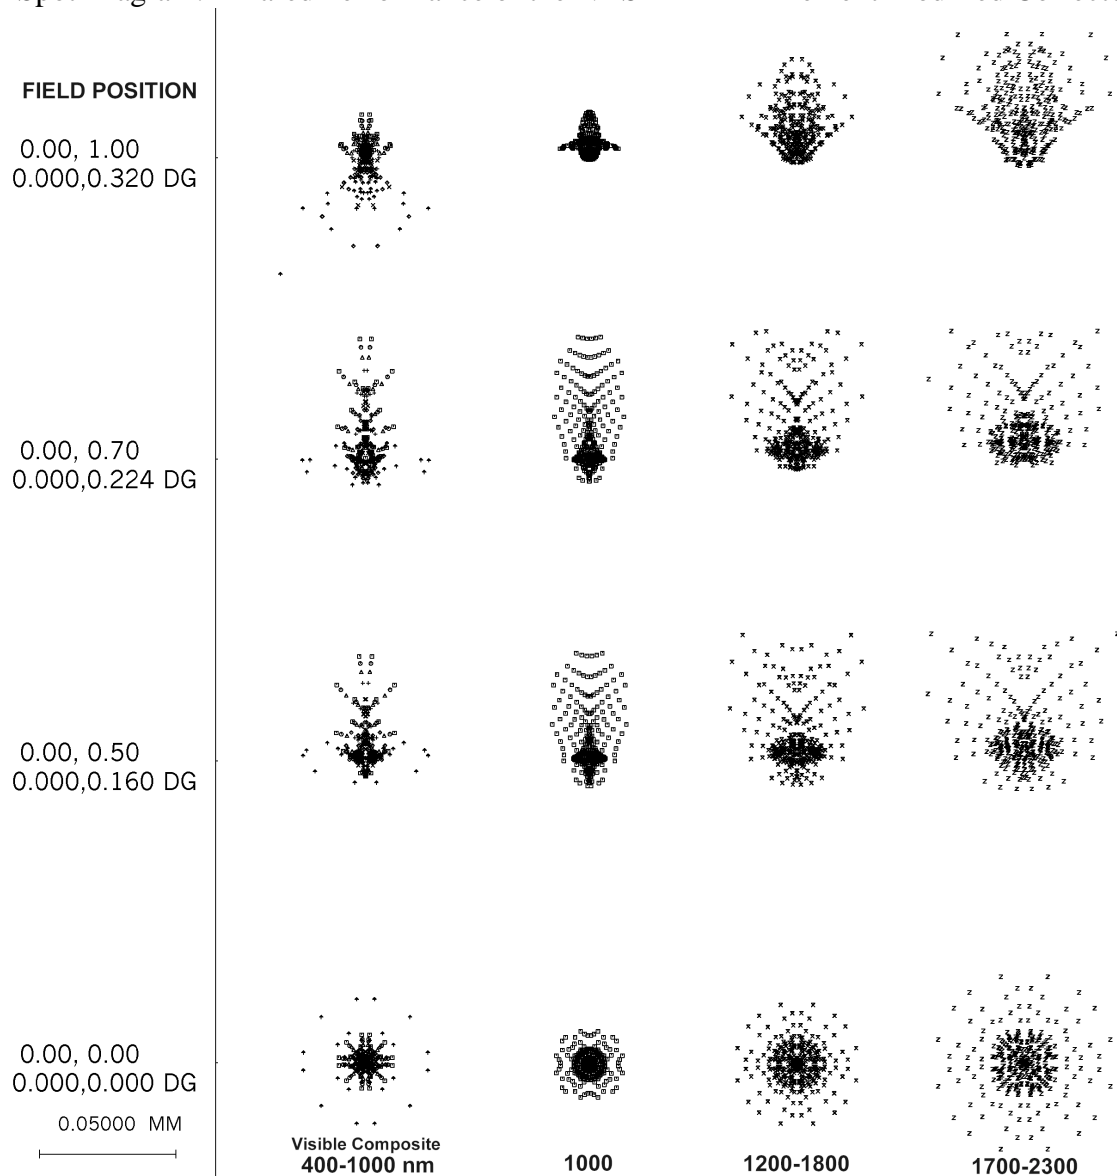 FIELD POSITION
0.00, 1.00
0.000,0.320 DG
0.00, 0.70
0.000,0.224 DG
0.00, 0.50
0.000,0.160 DG
0.00, 0.00
0.000,0.000 DG
0.05000 MM
Visible Composite
400-1000 nm
1000
1200-1800
1700-2300